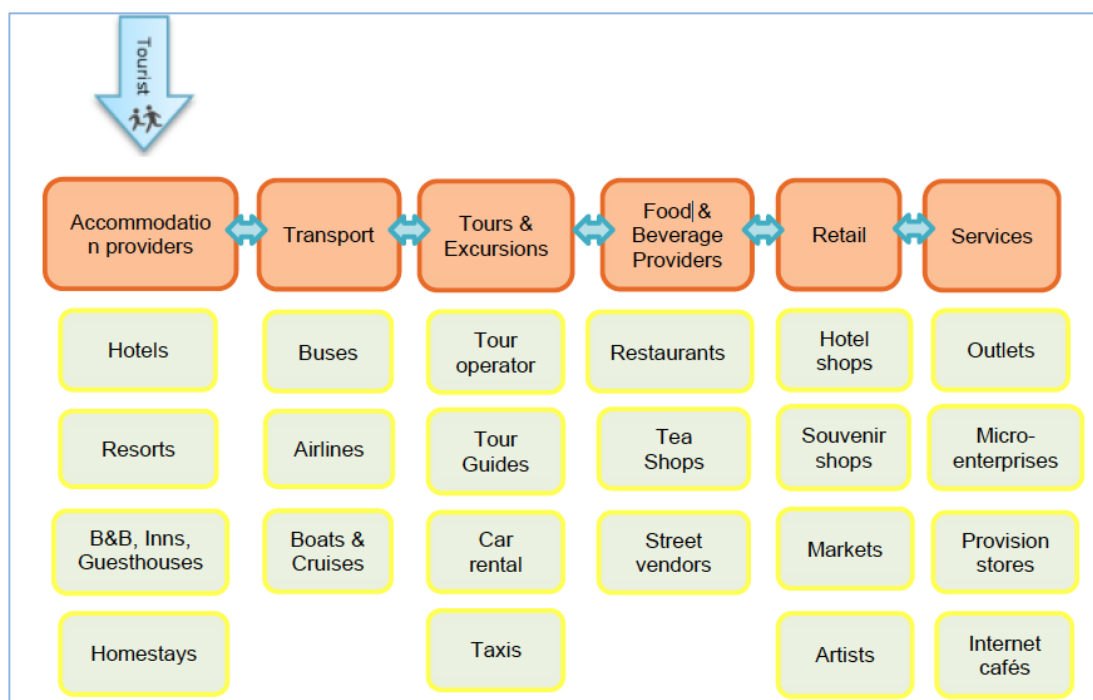 Tourist
Accommodatio
n providers
Transport
Tours &
Excursions
Food &
Beverage
Providers
Retail
Services
Hotels
Buses
Tour
operator
Restaurants
Hotel
shops
Outlets
Resorts
Airlines
Tour
Guides
Tea
Shops
Souvenir
shops
Micro-
enterprises
B&B, Inns,
Guesthouses
Boats &
Cruises
Car
rental
Street
vendors
Markets
Provision
stores
Homestays
Taxis
Artists
Internet
cafés